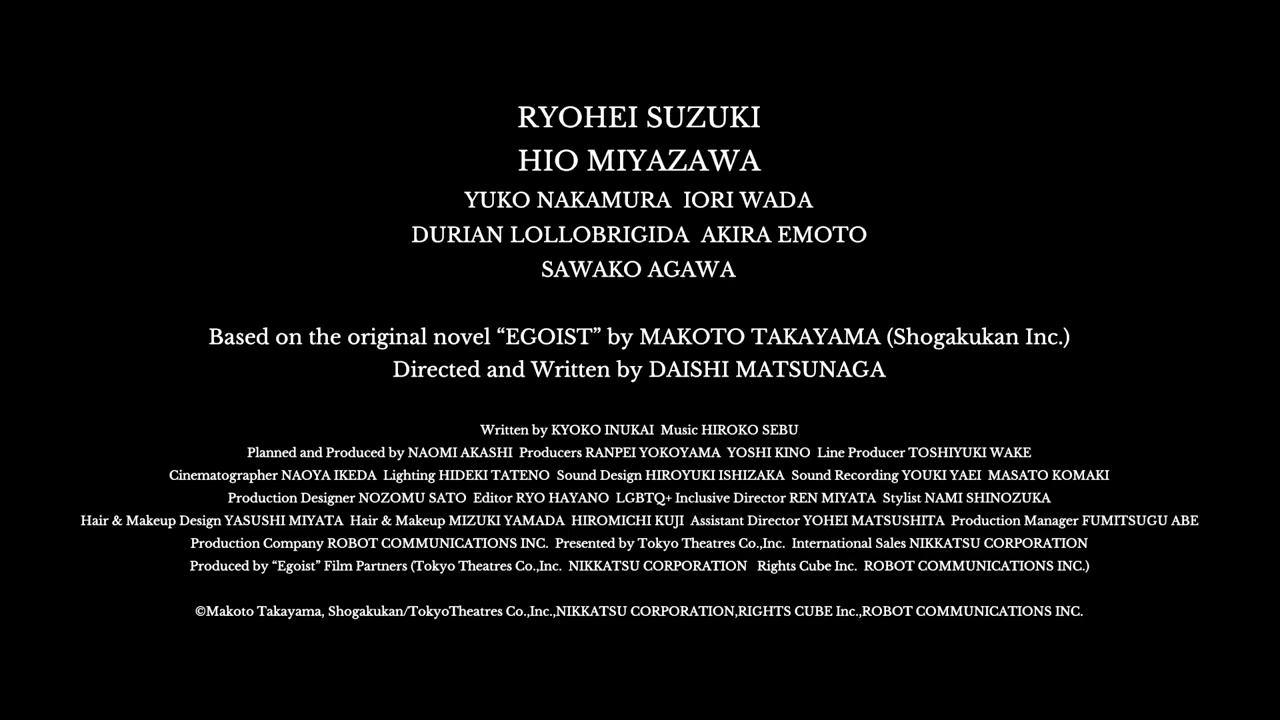 RYOHEI SUZUKI
HIO MIYAZAWA
YUKO NAKAMURA IORI WADA
DURIAN LOLLOBRIGIDA AKIRA EMOTO
SAWAKO AGAWA
Based on the original novel “EGOIST” by MAKOTO TAKAYAMA (Shogakukan Inc.)
Directed and Written by DAISHI MATSUNAGA
Written by KYOKO INUKAI Music HIROKO SEBU
Planned and Produced by NAOMI AKASHI Producers RANPEI YOKOYAMA YOSHI KINO Line Producer TOSHIYUKI WAKE
Cinematographer NAOYA IKEDA Lighting HIDEKI TATENO Sound Design HIROYUKI ISHIZAKA Sound Recording YOUKI YAEI MASATO KOMAKI
Production Designer NOZOMU SATO Editor RYO HAYANO LGBTQ+ Inclusive Director REN MIYATA Stylist NAMI SHINOZUKA
Hair & Makeup Design YASUSHI MIYATA Hair & Makeup MIZUKI YAMADA HIROMICHI KUJI Assistant Director YOHEI MATSUSHITA Production Manager FUMITSUGU ABE
Production Company ROBOT COMMUNICATIONS INC. Presented by Tokyo Theatres Co.,Inc. International Sales NIKKATSU CORPORATION
Produced by “Egoist” Film Partners (Tokyo Theatres Co.,Inc. NIKKATSU CORPORATION Rights Cube Inc. ROBOT COMMUNICATIONS INC.)
©Makoto Takayama, Shogakukan/TokyoTheatres Co.,Inc.,NIKKATSU CORPORATION,RIGHTS CUBE Inc.,ROBOT COMMUNICATIONS INC.